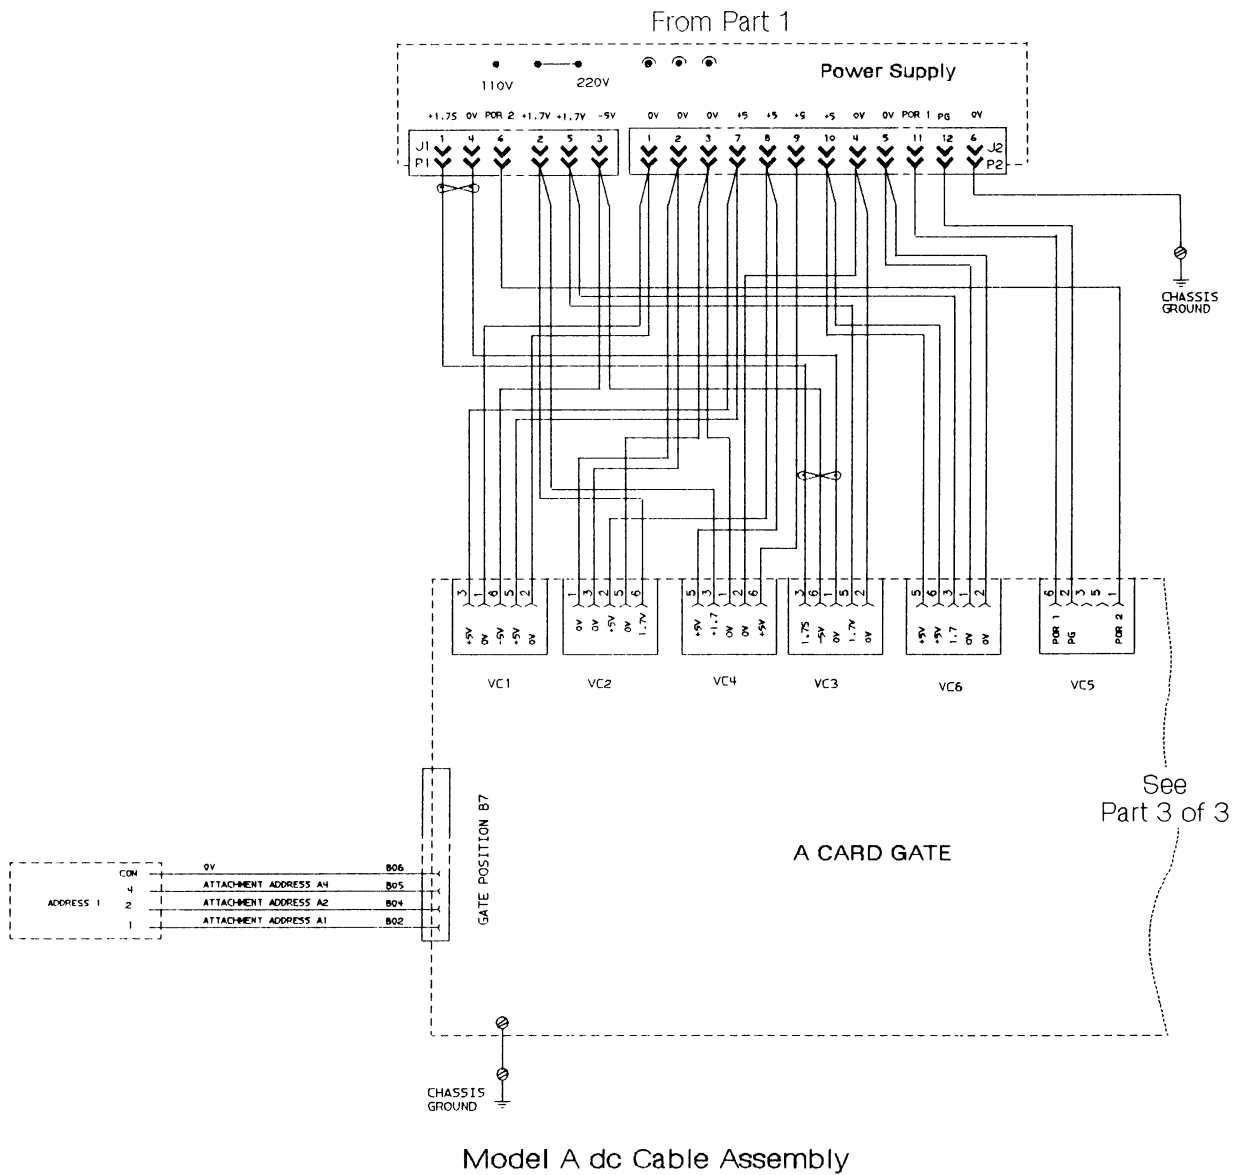 From Part 1
Power Supply
110V 220V
+1.7S 0V POR 2 +1.7V +1.7V -5V 0V 0V 0V +5 +5 +5 +5 0V 0V POR 1 PG 0V
J1 1 4 6 2 5 3 1 2 3 7 8 9 10 4 5 11 12 6 J2
P1 P2
CHASSIS
GROUND
3 1 6 5 2
+5V 0V -5V +5V 0V
1 3 2 5 6
0V 0V +5V 0V 1.7V
5 3 1 2 6
+5V +1.7 0V 0V +5V
3 6 1 5 2
1.7S -5V 0V 1.7V 0V
5 6 3 1 2
+5V +5V 1.7 0V 0V
6 2 3 5 1
POR 1 PG POR 2
VC1 VC2 VC4 VC3 VC6 VC5
See
Part 3 of 3
GATE POSITION B7
A CARD GATE
ADDRESS 1
COM 0V B06
4 ATTACHMENT ADDRESS A4 B05
2 ATTACHMENT ADDRESS A2 B04
1 ATTACHMENT ADDRESS A1 B02
CHASSIS
GROUND
Model A dc Cable Assembly